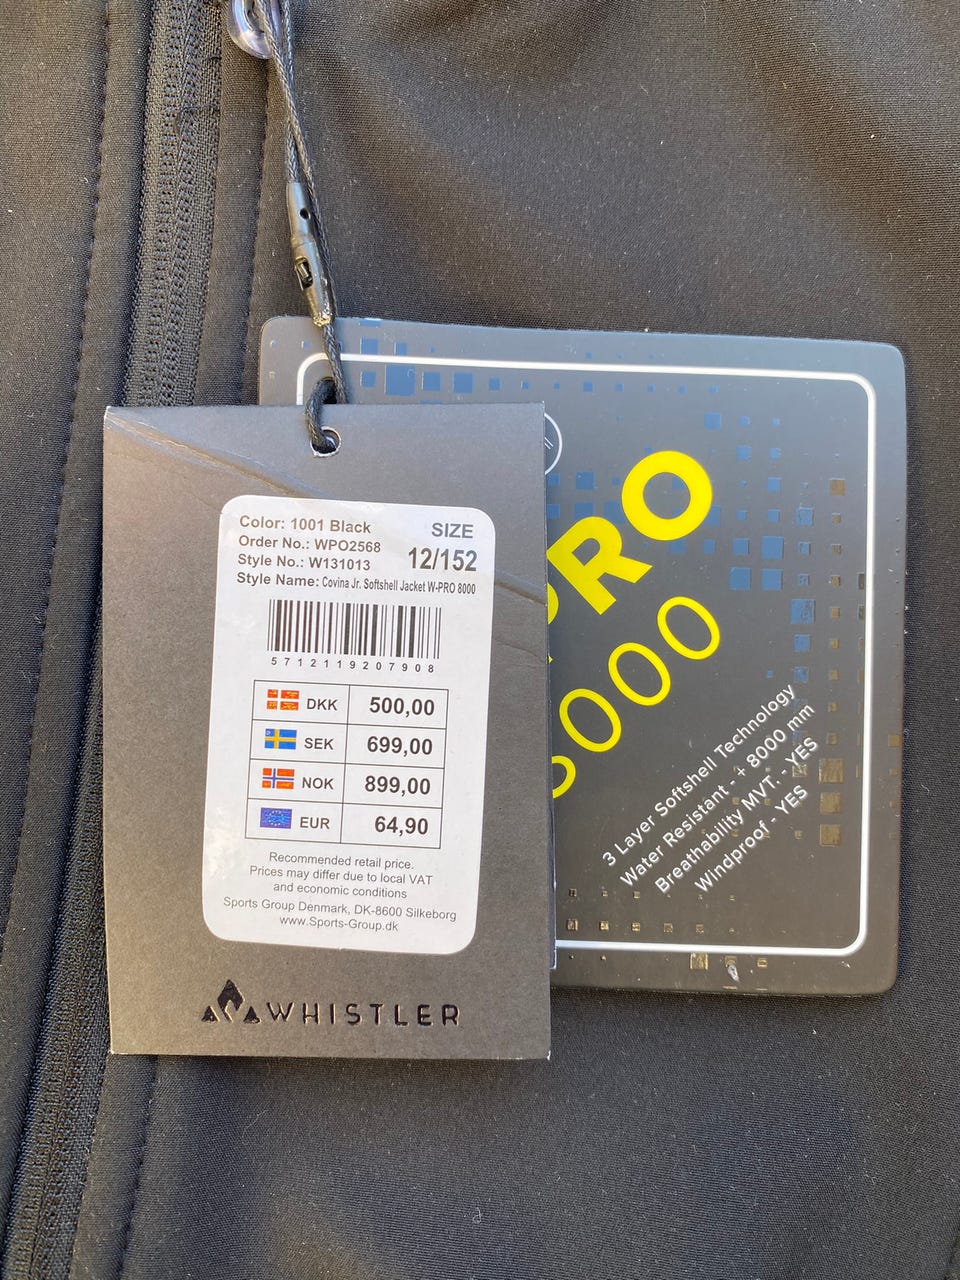 Color: 1001 Black
Order No.: WPO2568
Style No.: W131013
Style Name: Covina Jr. Softshell Jacket W-PRO 8000
SIZE
12/152
5712119207908
DKK 500,00
SEK 699,00
NOK 899,00
EUR 64,90
Recommended retail price.
Prices may differ due to local VAT
and economic conditions
Sports Group Denmark, DK-8600 Silkeborg
www.Sports-Group.dk
WHISTLER
PRO
8000
3 Layer Softshell Technology
Water Resistant - + 8000 mm
Breathability MVT. - YES
Windproof - YES